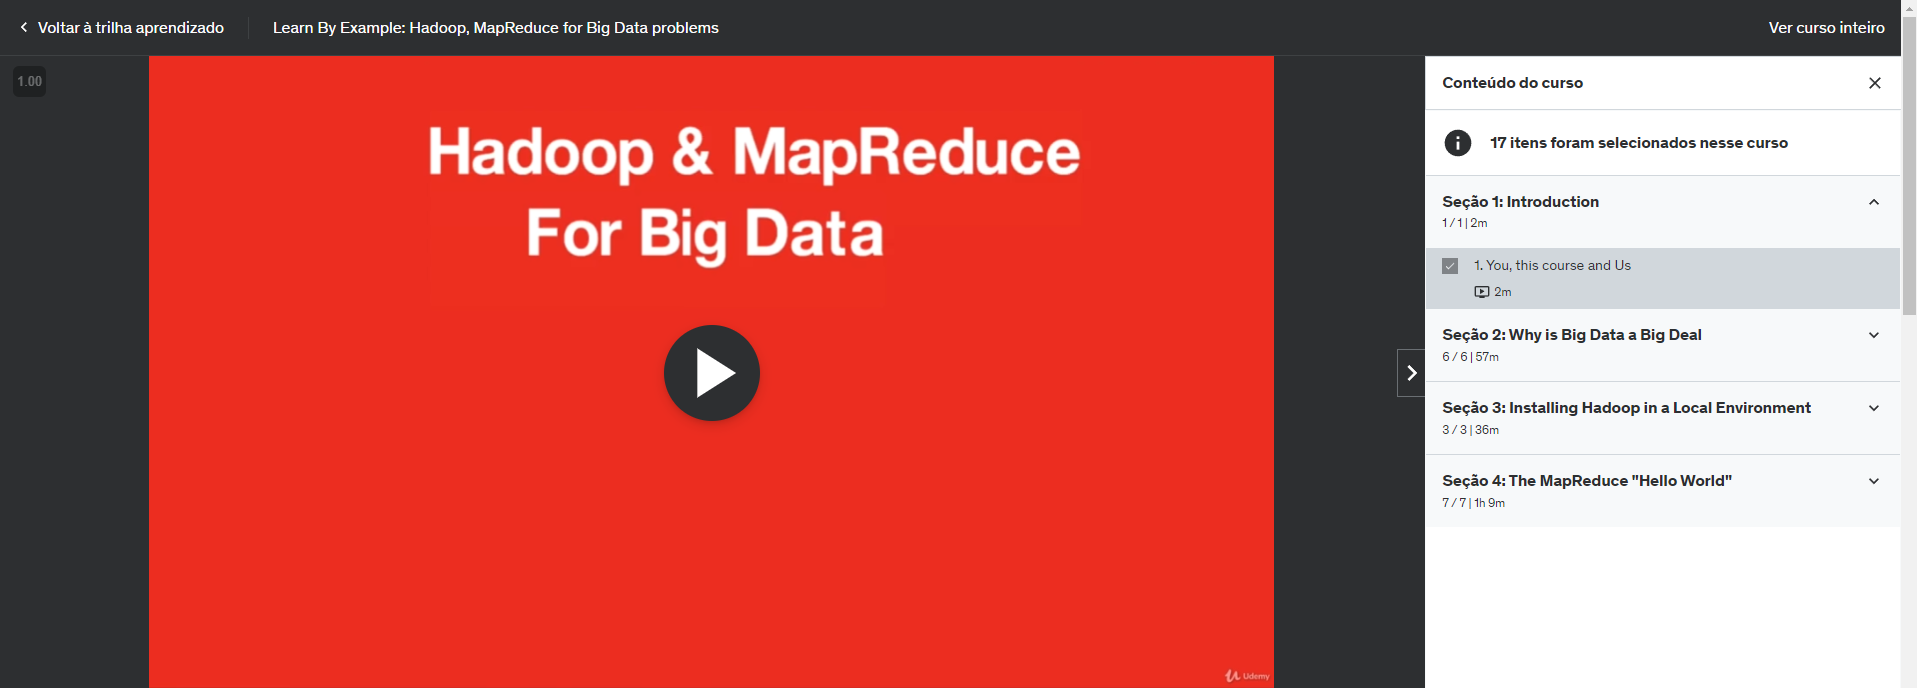 Voltar à trilha aprendizado
Learn By Example: Hadoop, MapReduce for Big Data problems
Ver curso inteiro
1.00
Hadoop & MapReduce
For Big Data
Udemy
Conteúdo do curso
17 itens foram selecionados nesse curso
Seção 1: Introduction
1 / 1 | 2m
1. You, this course and Us
2m
Seção 2: Why is Big Data a Big Deal
6 / 6 | 57m
Seção 3: Installing Hadoop in a Local Environment
3 / 3 | 36m
Seção 4: The MapReduce "Hello World"
7 / 7 | 1h 9m